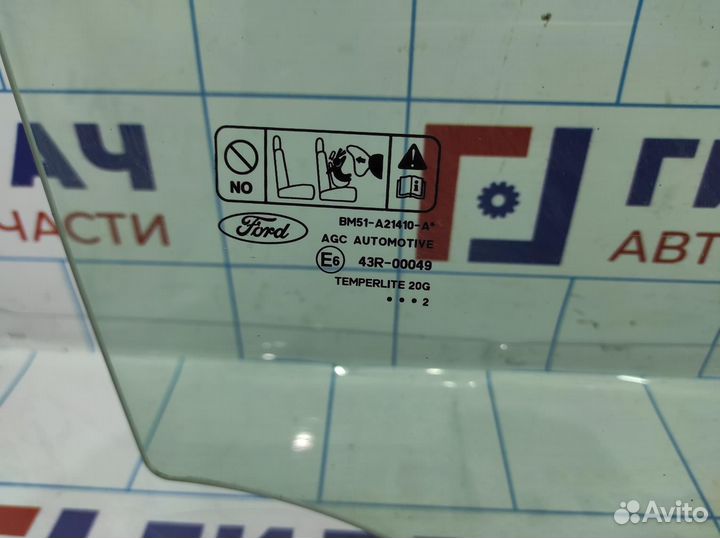 АЧ
ЧАСТИ
АВТ
NO
Ford
BM51-A21410-A*
AGC AUTOMOTIVE
E6 43R-00049
TEMPERLITE 20G
• • • 2
Avito